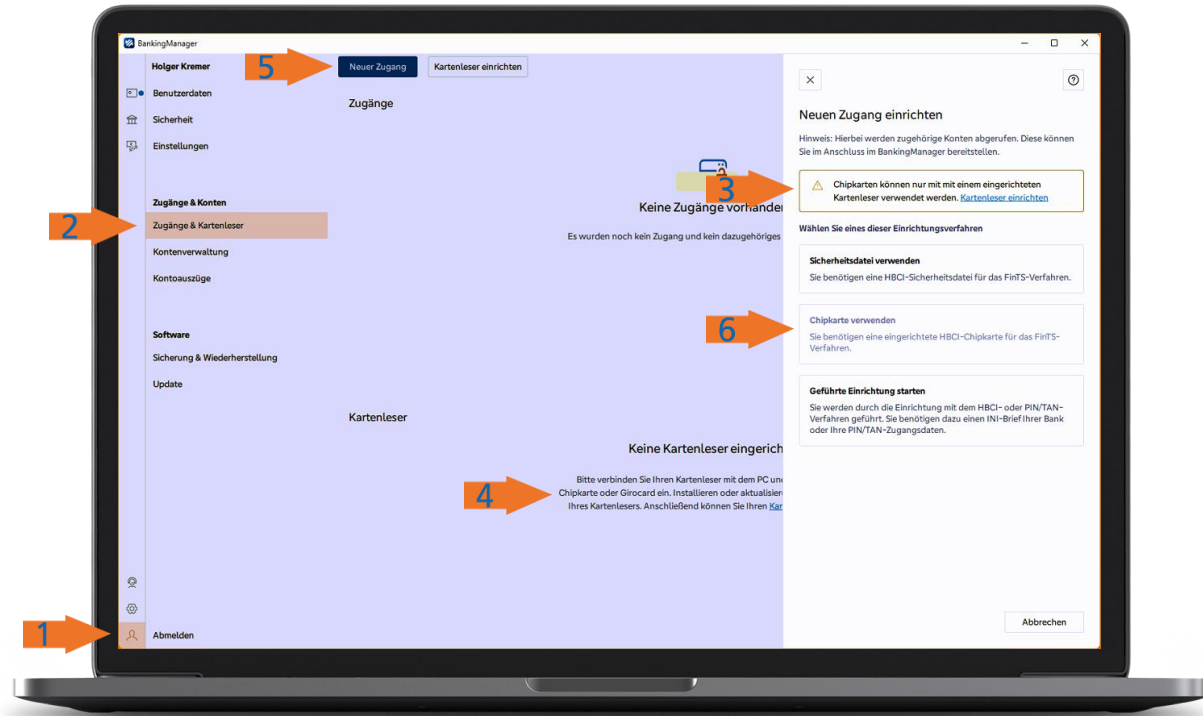 BankingManager
Holger Kremer
Benutzerdaten
Sicherheit
Einstellungen
Zugänge & Konten
2
Zugänge & Kartenleser
Kontenverwaltung
Kontoauszüge
Software
Sicherung & Wiederherstellung
Update
1
Abmelden
5
Neuer Zugang
Kartenleser einrichten
Zugänge
Keine Zugänge vorhanden
Es wurden noch kein Zugang und kein dazugehöriges
Kartenleser
Keine Kartenleser eingerich
4
Bitte verbinden Sie Ihren Kartenleser mit dem PC un
Chipkarte oder Girocard ein. Installieren oder aktualisier
Ihres Kartenlesers. Anschließend können Sie Ihren Kar
Neuen Zugang einrichten
Hinweis: Hierbei werden zugehörige Konten abgerufen. Diese können
Sie im Anschluss im BankingManager bereitstellen.
3
Chipkarten können nur mit mit einem eingerichteten
Kartenleser verwendet werden. Kartenleser einrichten
Wählen Sie eines dieser Einrichtungsverfahren
Sicherheitsdatei verwenden
Sie benötigen eine HBCI-Sicherheitsdatei für das FinTS-Verfahren.
6
Chipkarte verwenden
Sie benötigen eine eingerichtete HBCI-Chipkarte für das FinTS-
Verfahren.
Geführte Einrichtung starten
Sie werden durch die Einrichtung mit dem HBCI- oder PIN/TAN-
Verfahren geführt. Sie benötigen dazu einen INI-Brief Ihrer Bank
oder Ihre PIN/TAN-Zugangsdaten.
Abbrechen